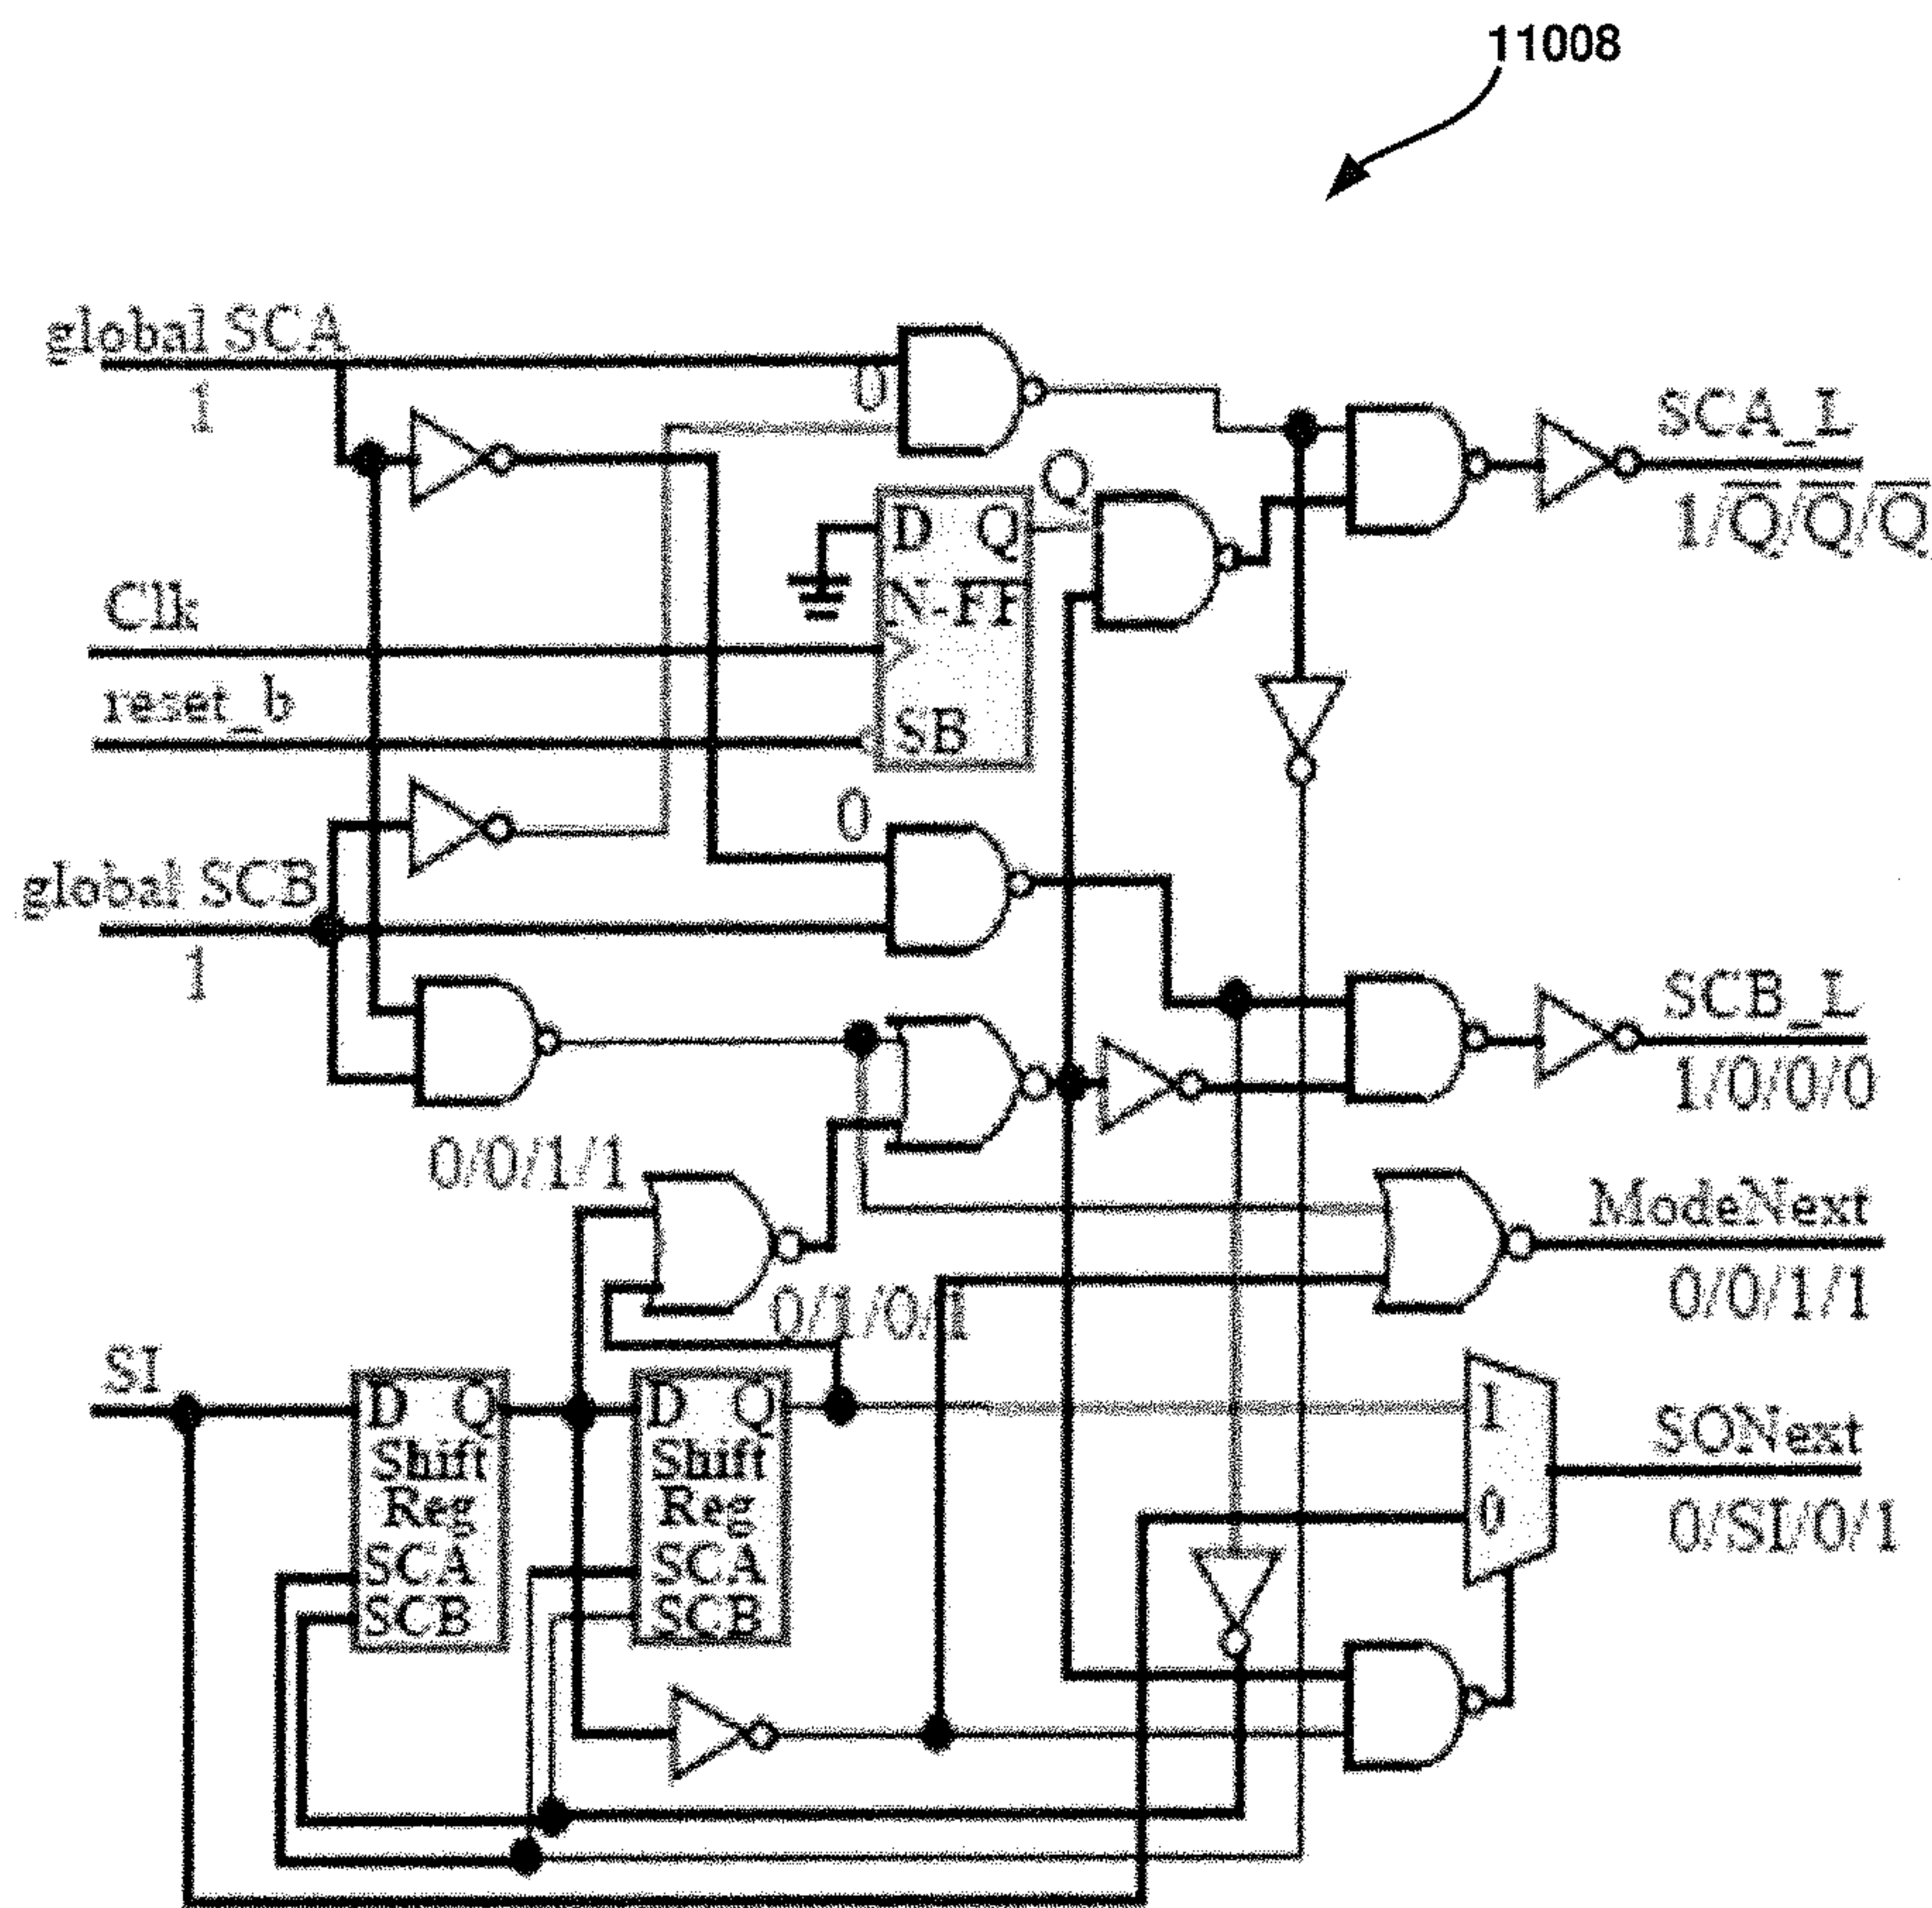 11008
global SCA
1
0
SCA_L
1/Q̅/Q̅/Q̅
Q
D Q
N-FF
SB
Clk
reset_b
0
global SCB
1
SCB_L
1/0/0/0
0/0/1/1
ModeNext
0/0/1/1
0/1/0/1
SI
D Q
Shift
Reg
SCA
SCB
D Q
Shift
Reg
SCA
SCB
1
0
SONext
0/SI/0/1